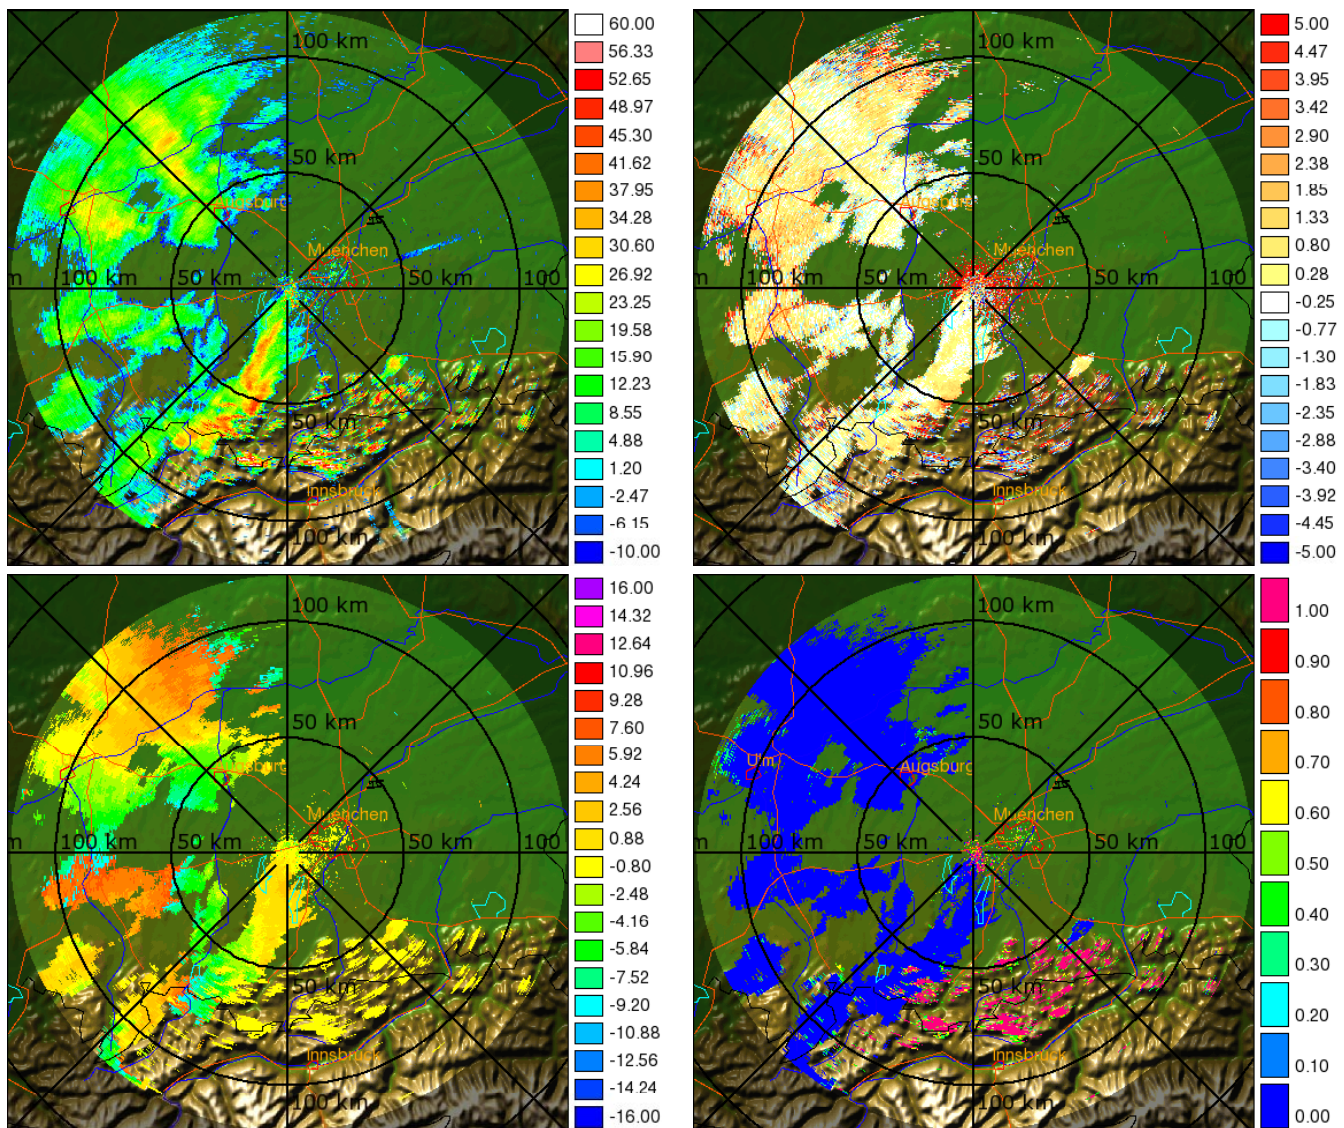 100 km
50 km
Augsburg
Muenchen
m 100 km 50 km 50 km 100
50 km
Innsbruck
100 km
60.00
56.33
52.65
48.97
45.30
41.62
37.95
34.28
30.60
26.92
23.25
19.58
15.90
12.23
8.55
4.88
1.20
-2.47
-6.15
-10.00
100 km
50 km
Augsburg
Muenchen
m 100 km 50 km 50 km 100
50 km
Innsbruck
100 km
5.00
4.47
3.95
3.42
2.90
2.38
1.85
1.33
0.80
0.28
-0.25
-0.77
-1.30
-1.83
-2.35
-2.88
-3.40
-3.92
-4.45
-5.00
100 km
50 km
Augsburg
Muenchen
m 100 km 50 km 50 km 100
50 km
Innsbruck
100 km
16.00
14.32
12.64
10.96
9.28
7.60
5.92
4.24
2.56
0.88
-0.80
-2.48
-4.16
-5.84
-7.52
-9.20
-10.88
-12.56
-14.24
-16.00
100 km
50 km
Ulm Augsburg
Muenchen
m 100 km 50 km 50 km 100
50 km
Innsbruck
100 km
1.00
0.90
0.80
0.70
0.60
0.50
0.40
0.30
0.20
0.10
0.00